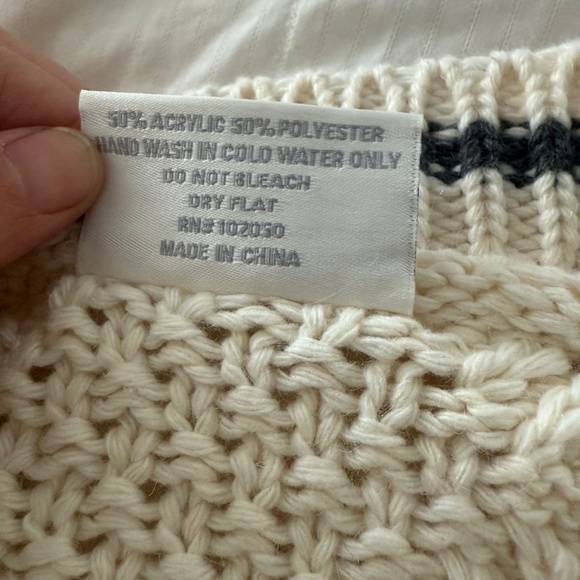 50% ACRYLIC 50% POLYESTER
HAND WASH IN COLD WATER ONLY
DO NOT BLEACH
DRY FLAT
RN# 102050
MADE IN CHINA